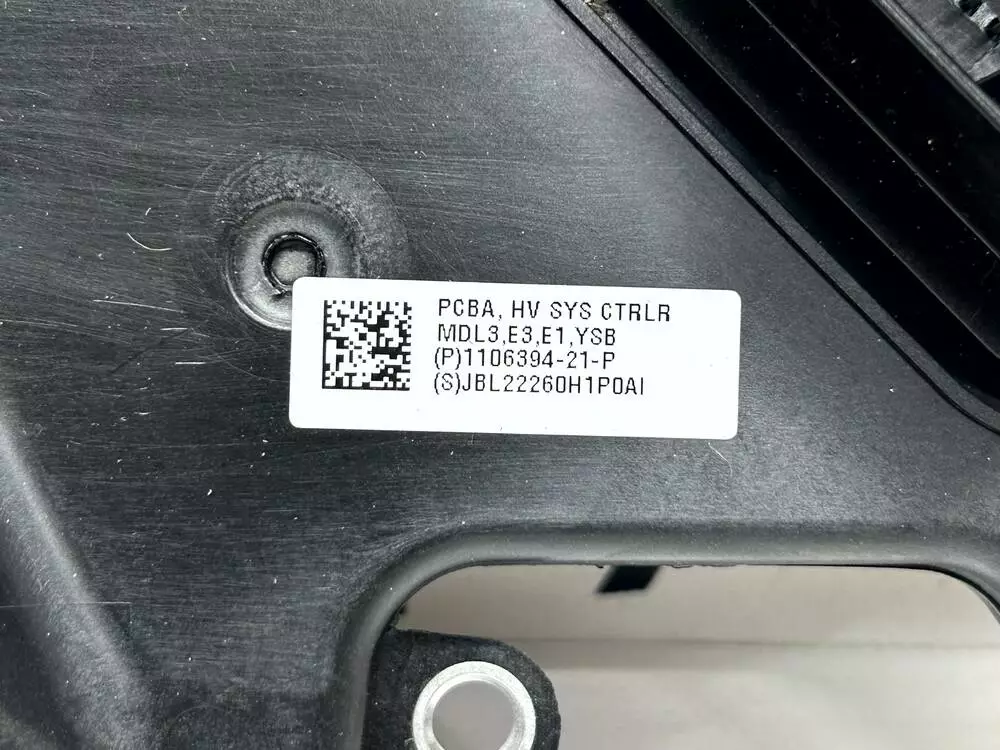 PCBA, HV SYS CTRLR
MDL3,E3,E1,YSB
(P)1106394-21-P
(S)JBL22260H1P0AI